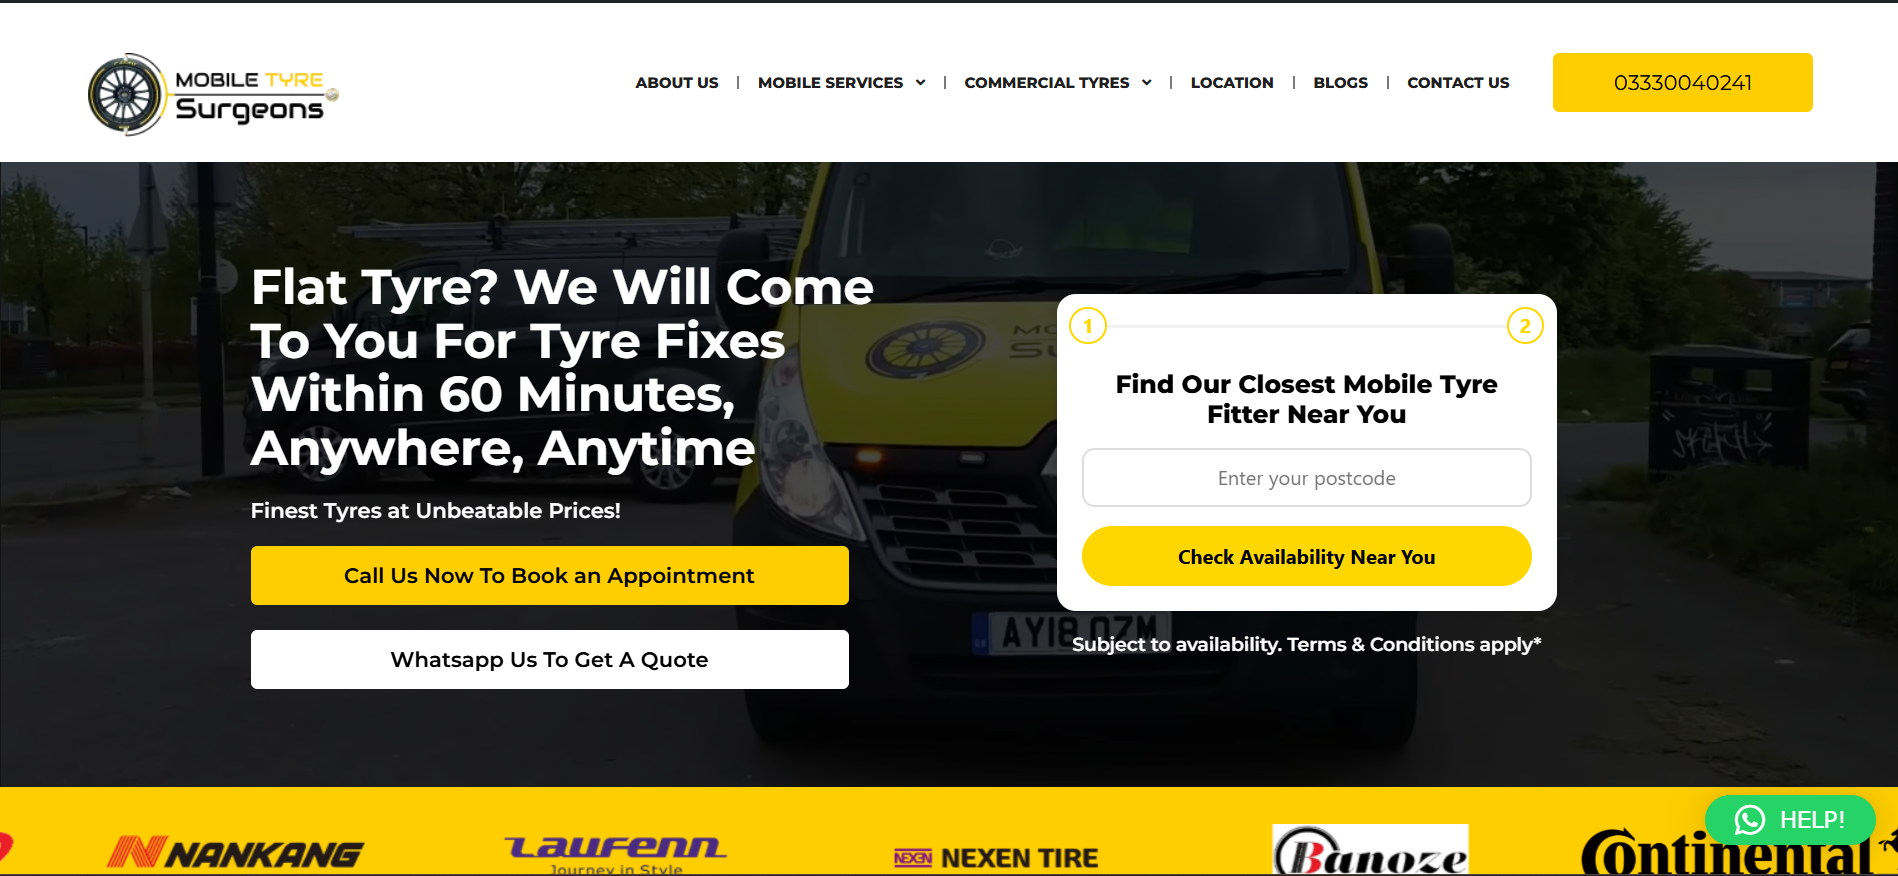 MOBILE TYRE
Surgeons
ABOUT US | MOBILE SERVICES | COMMERCIAL TYRES | LOCATION | BLOGS | CONTACT US
03330040241
Flat Tyre? We Will Come
To You For Tyre Fixes
Within 60 Minutes,
Anywhere, Anytime
Finest Tyres at Unbeatable Prices!
Call Us Now To Book an Appointment
Whatsapp Us To Get A Quote
1
2
Find Our Closest Mobile Tyre
Fitter Near You
Enter your postcode
Check Availability Near You
AY18 OZM
Subject to availability. Terms & Conditions apply*
HELP!
NANKANG
LAUFENN
Journey in Style
NEXEN
NEXEN TIRE
Banoze
Continental